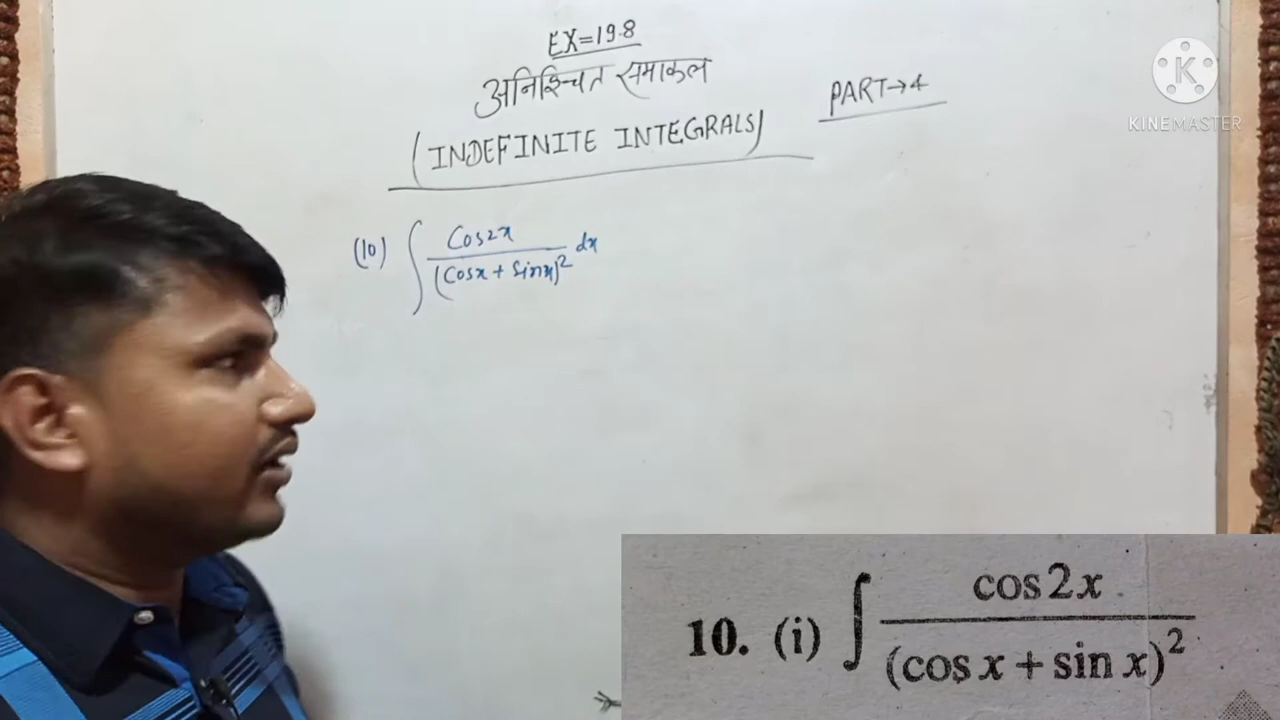 EX=19.8
अनिश्चित समाकल
(INDEFINITE INTEGRALS)
PART→4
KINEMASTER
(10) ∫ Cos2x / (Cosx + Sinx)² dx
10. (i) ∫ cos 2x / (cos x + sin x)²